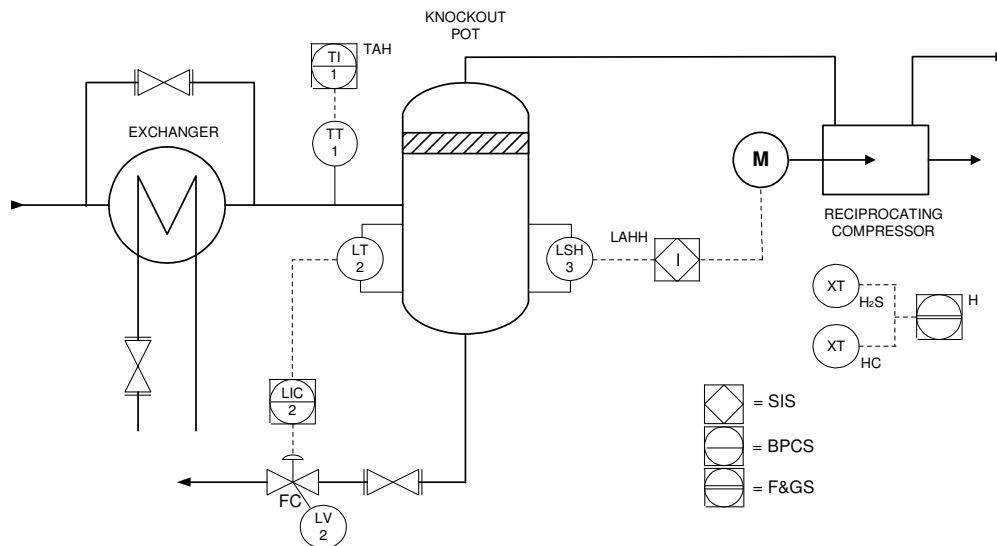 KNOCKOUT
POT
TI
1
TAH
EXCHANGER
TT
1
M
RECIPROCATING
COMPRESSOR
LT
2
LSH
3
LAHH
I
XT
H₂S
H
XT
HC
LIC
2
= SIS
= BPCS
= F&GS
FC
LV
2